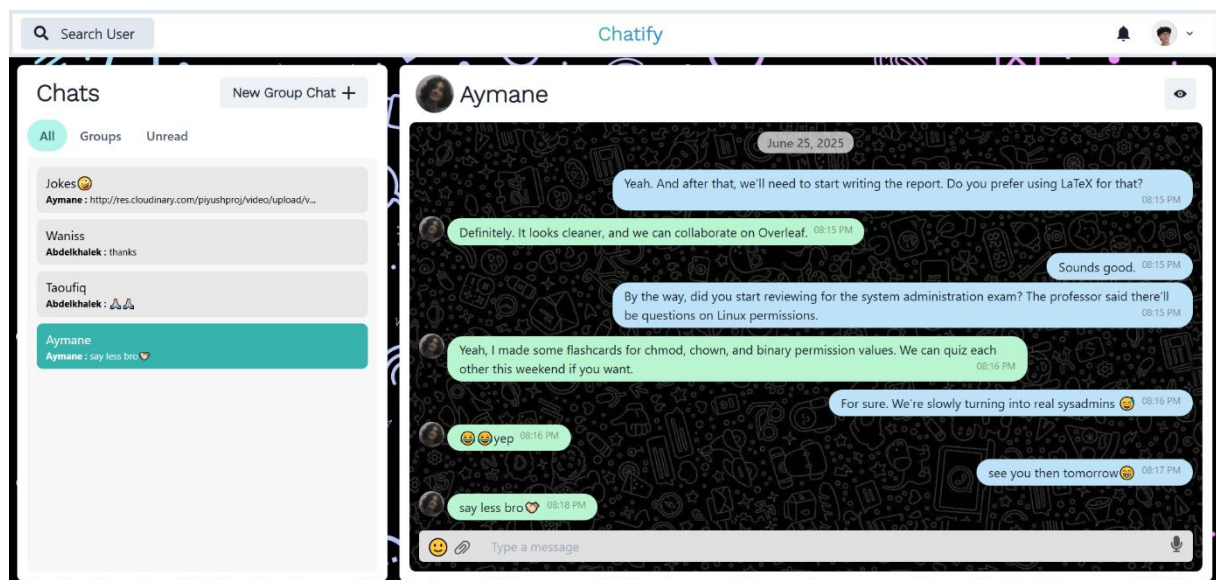 Search User
Chatify
Chats
New Group Chat +
All
Groups
Unread
Jokes🤪
Aymane : http://res.cloudinary.com/piyushproj/video/upload/v...
Waniss
Abdelkhalek : thanks
Taoufiq
Abdelkhalek : 🙏🙏
Aymane
Aymane : say less bro🤝
Aymane
June 25, 2025
Yeah. And after that, we'll need to start writing the report. Do you prefer using LaTeX for that?
08:15 PM
Definitely. It looks cleaner, and we can collaborate on Overleaf. 08:15 PM
Sounds good. 08:15 PM
By the way, did you start reviewing for the system administration exam? The professor said there'll
be questions on Linux permissions.
08:15 PM
Yeah, I made some flashcards for chmod, chown, and binary permission values. We can quiz each
other this weekend if you want.
08:16 PM
For sure. We're slowly turning into real sysadmins 😅 08:16 PM
😂😂yep 08:16 PM
see you then tomorrow😁 08:17 PM
say less bro🤝 08:18 PM
Type a message